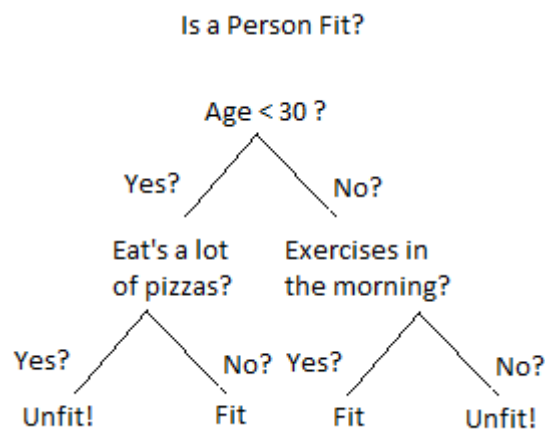 Is a Person Fit?
Age < 30 ?
Yes?
No?
Eat's a lot
of pizzas?
Exercises in
the morning?
Yes?
No?
Yes?
No?
Unfit!
Fit
Fit
Unfit!